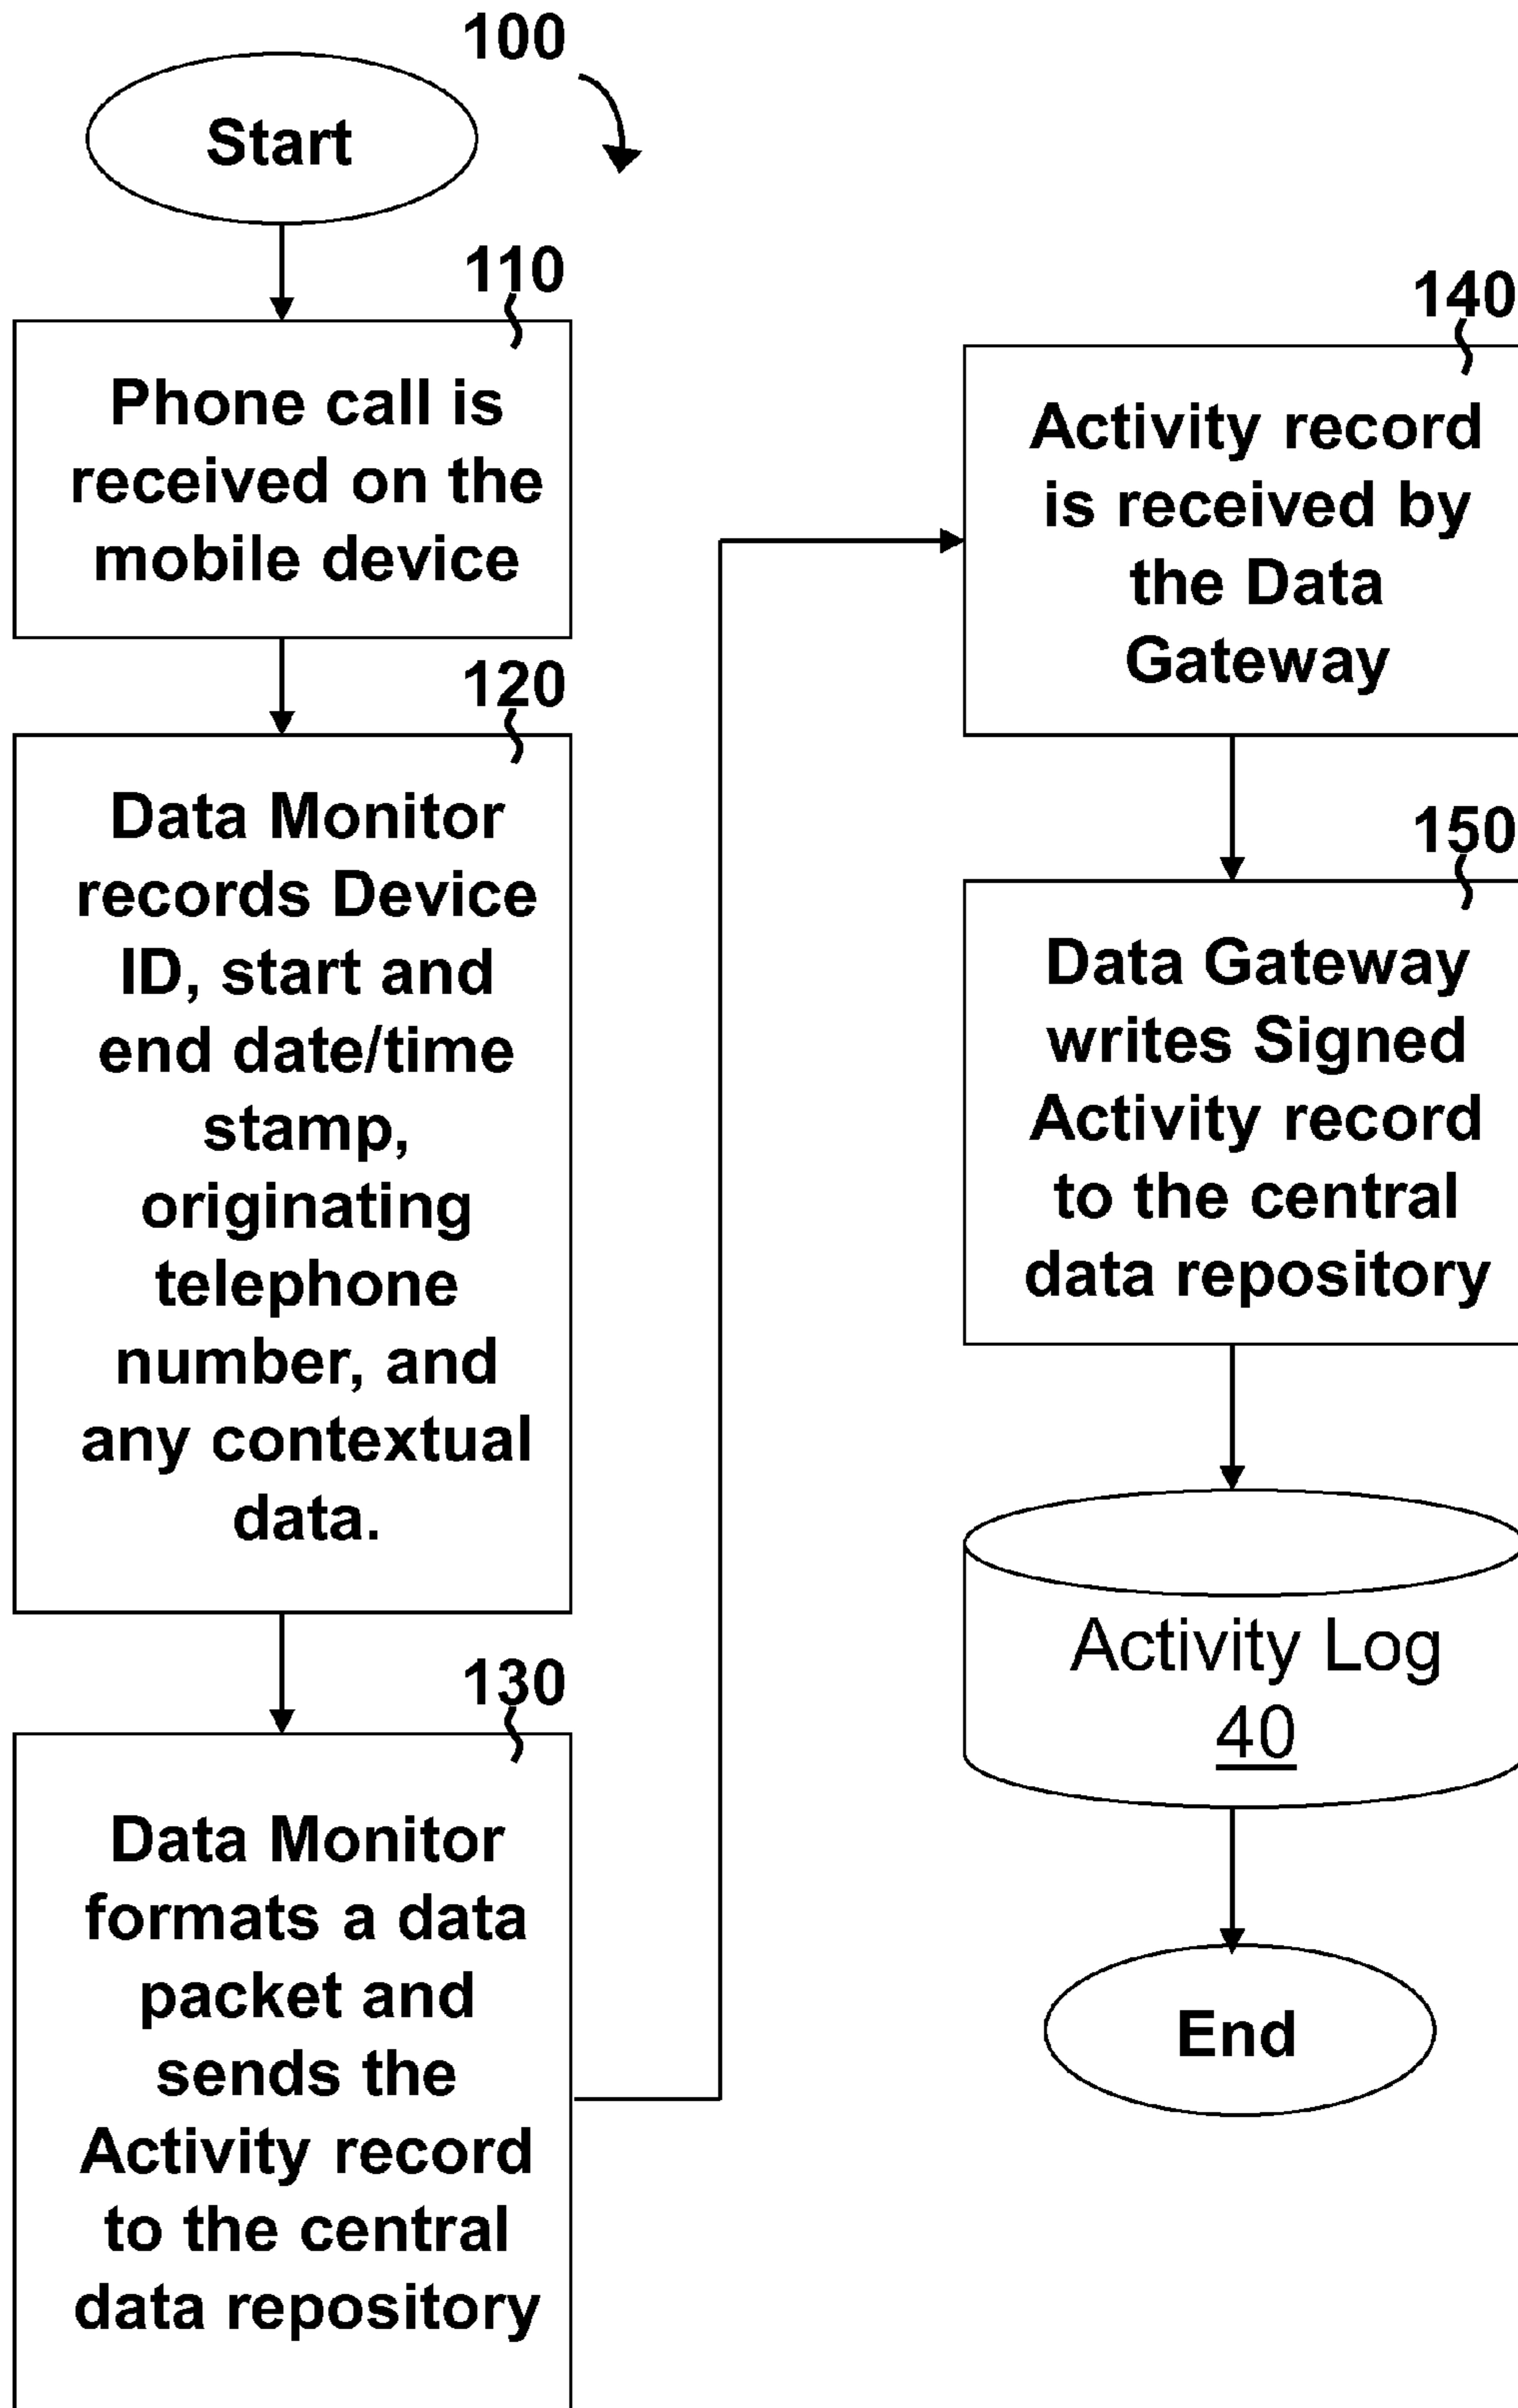 100
Start
110
Phone call is
received on the
mobile device
120
Data Monitor
records Device
ID, start and
end date/time
stamp,
originating
telephone
number, and
any contextual
data.
130
Data Monitor
formats a data
packet and
sends the
Activity record
to the central
data repository
140
Activity record
is received by
the Data
Gateway
150
Data Gateway
writes Signed
Activity record
to the central
data repository
Activity Log
40
End